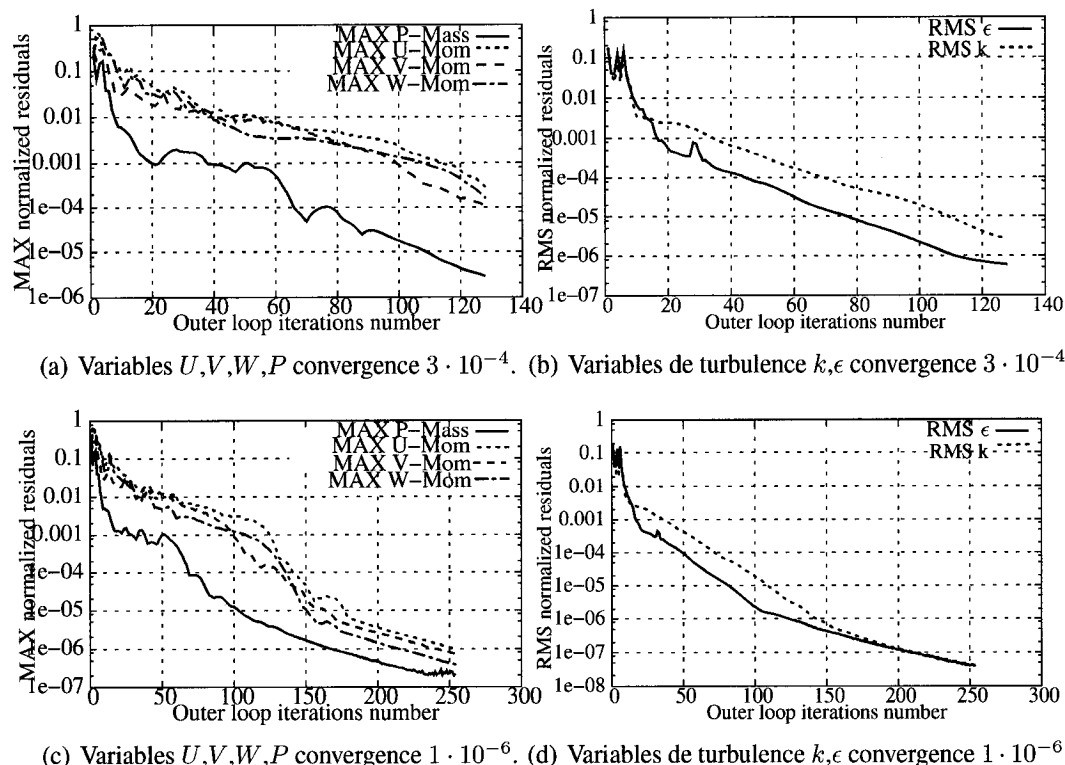 MAX normalized residuals
1
0.1
0.01
0.001
1e−04
1e−05
1e−06
0 20 40 60 80 100 120 140
Outer loop iterations number
MAX P−Mass
MAX U−Mom
MAX V−Mom
MAX W−Mom
RMS normalized residuals
1
0.1
0.01
0.001
1e−04
1e−05
1e−06
1e−07
0 20 40 60 80 100 120 140
Outer loop iterations number
RMS ϵ
RMS k
(a) Variables U,V,W,P convergence 3 · 10⁻⁴.
(b) Variables de turbulence k,ϵ convergence 3 · 10⁻⁴
MAX normalized residuals
1
0.1
0.01
0.001
1e−04
1e−05
1e−06
1e−07
0 50 100 150 200 250 300
Outer loop iterations number
MAX P−Mass
MAX U−Mom
MAX V−Mom
MAX W−Mom
RMS normalized residuals
1
0.1
0.01
0.001
1e−04
1e−05
1e−06
1e−07
1e−08
0 50 100 150 200 250 300
Outer loop iterations number
RMS ϵ
RMS k
(c) Variables U,V,W,P convergence 1 · 10⁻⁶.
(d) Variables de turbulence k,ϵ convergence 1 · 10⁻⁶